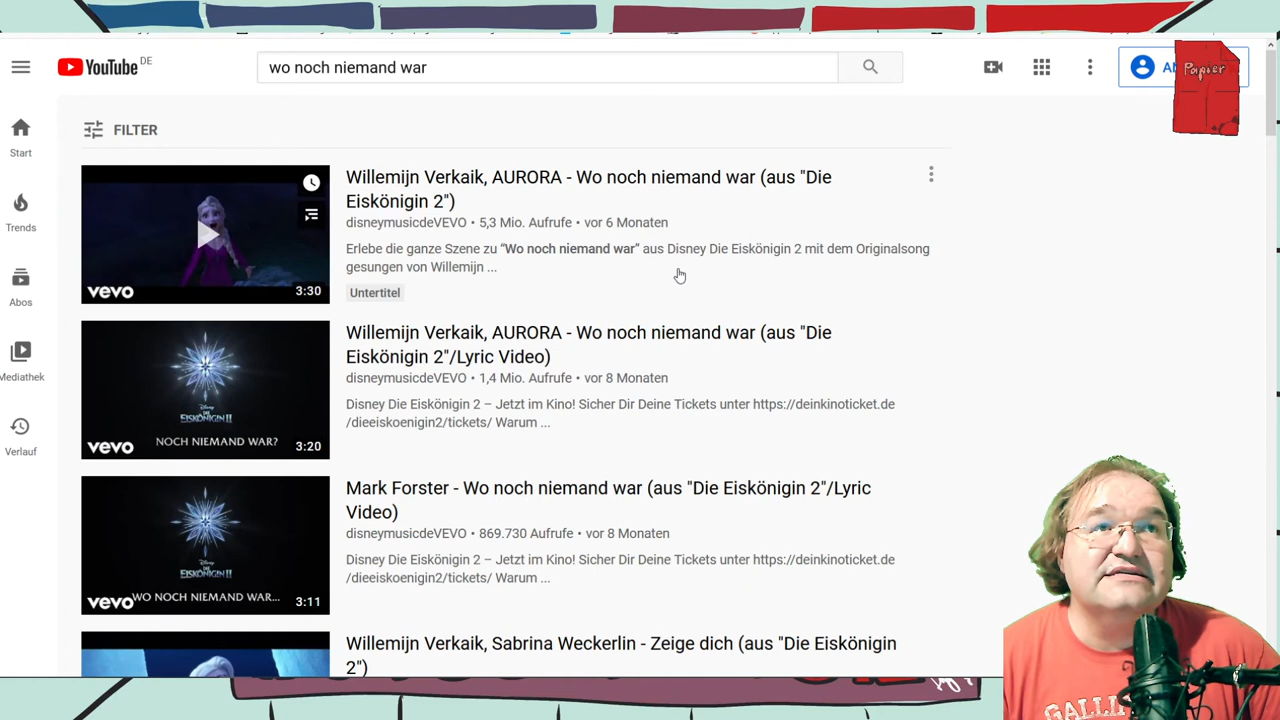 YouTube DE
wo noch niemand war
Papier
FILTER
Start
Trends
Abos
Mediathek
Verlauf
vevo
3:30
Willemijn Verkaik, AURORA - Wo noch niemand war (aus "Die
Eiskönigin 2")
disneymusicdeVEVO • 5,3 Mio. Aufrufe • vor 6 Monaten
Erlebe die ganze Szene zu “Wo noch niemand war” aus Disney Die Eiskönigin 2 mit dem Originalsong
gesungen von Willemijn ...
Untertitel
Disney
DIE
EISKÖNIGIN II
NOCH NIEMAND WAR?
vevo
3:20
Willemijn Verkaik, AURORA - Wo noch niemand war (aus "Die
Eiskönigin 2"/Lyric Video)
disneymusicdeVEVO • 1,4 Mio. Aufrufe • vor 8 Monaten
Disney Die Eiskönigin 2 – Jetzt im Kino! Sicher Dir Deine Tickets unter https://deinkinoticket.de
/dieeiskoenigin2/tickets/ Warum ...
Disney
DIE
EISKÖNIGIN II
WO NOCH NIEMAND WAR...
vevo
3:11
Mark Forster - Wo noch niemand war (aus "Die Eiskönigin 2"/Lyric
Video)
disneymusicdeVEVO • 869.730 Aufrufe • vor 8 Monaten
Disney Die Eiskönigin 2 – Jetzt im Kino! Sicher Dir Deine Tickets unter https://deinkinoticket.de
/dieeiskoenigin2/tickets/ Warum ...
Willemijn Verkaik, Sabrina Weckerlin - Zeige dich (aus "Die Eiskönigin
2")